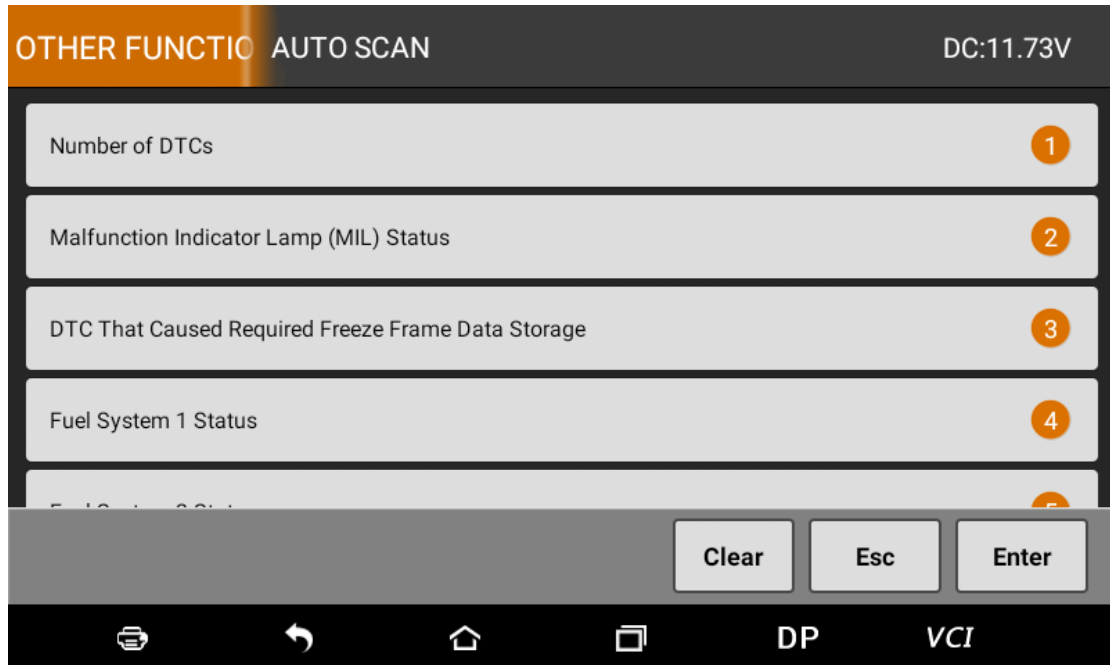 OTHER FUNCTIO AUTO SCAN DC:11.73V
Number of DTCs 1
Malfunction Indicator Lamp (MIL) Status 2
DTC That Caused Required Freeze Frame Data Storage 3
Fuel System 1 Status 4
Clear Esc Enter
DP VCI